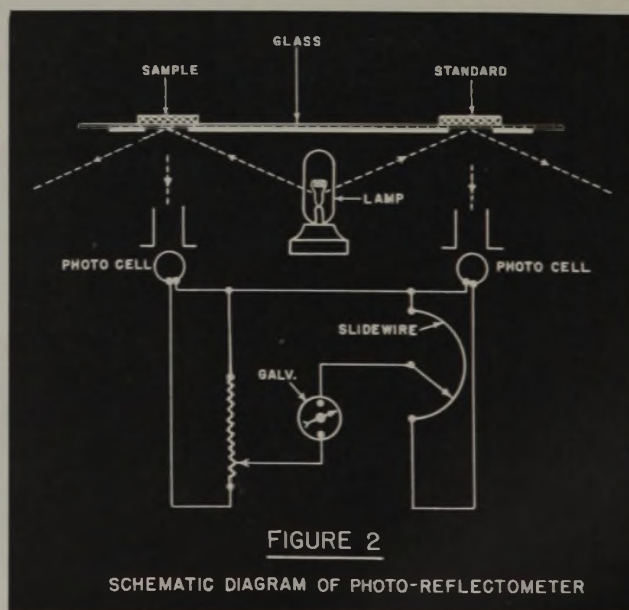 GLASS
SAMPLE
STANDARD
LAMP
PHOTO CELL
PHOTO CELL
SLIDEWIRE
GALV.
FIGURE 2
SCHEMATIC DIAGRAM OF PHOTO-REFLECTOMETER